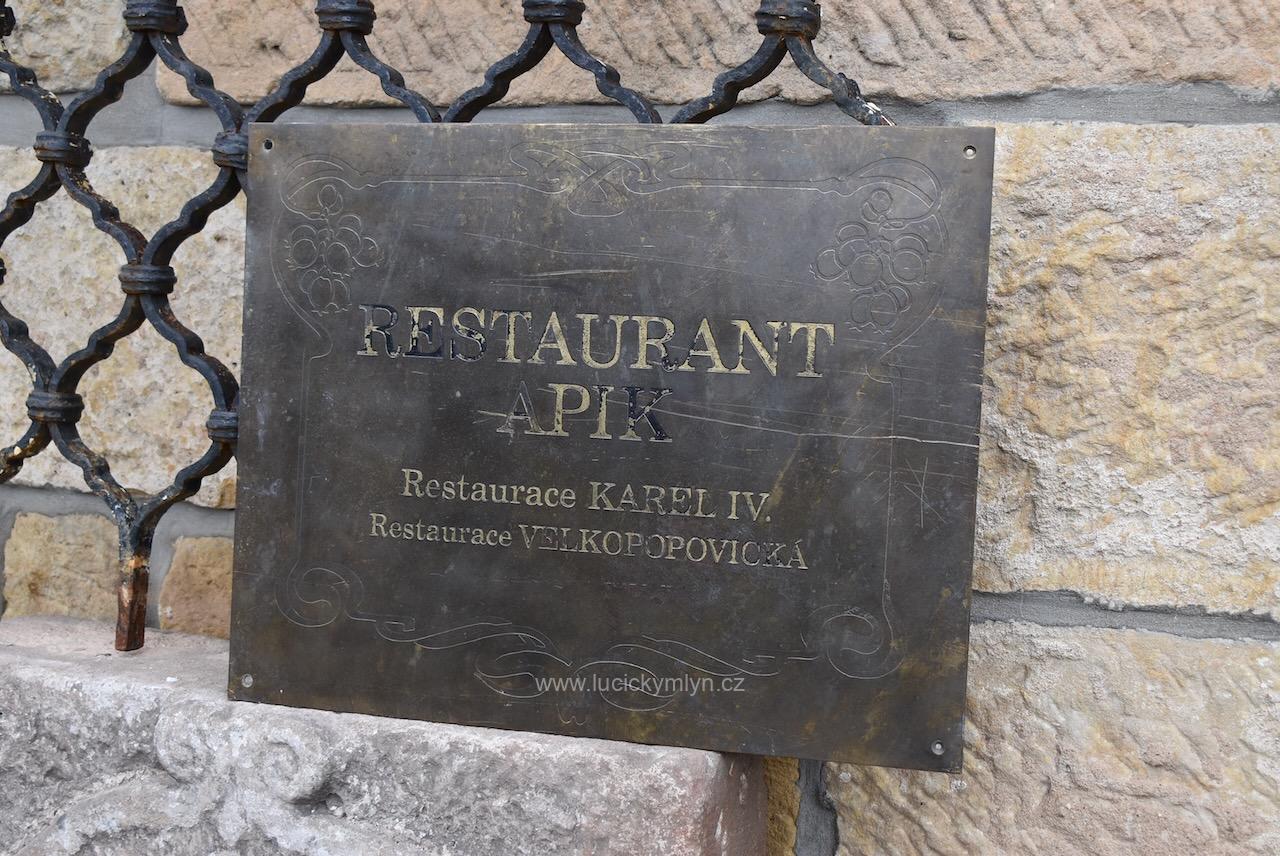 RESTAURANT
APIK
Restaurace KAREL IV.
Restaurace VELKOPOPOVICKÁ
www.lucickymlyn.cz